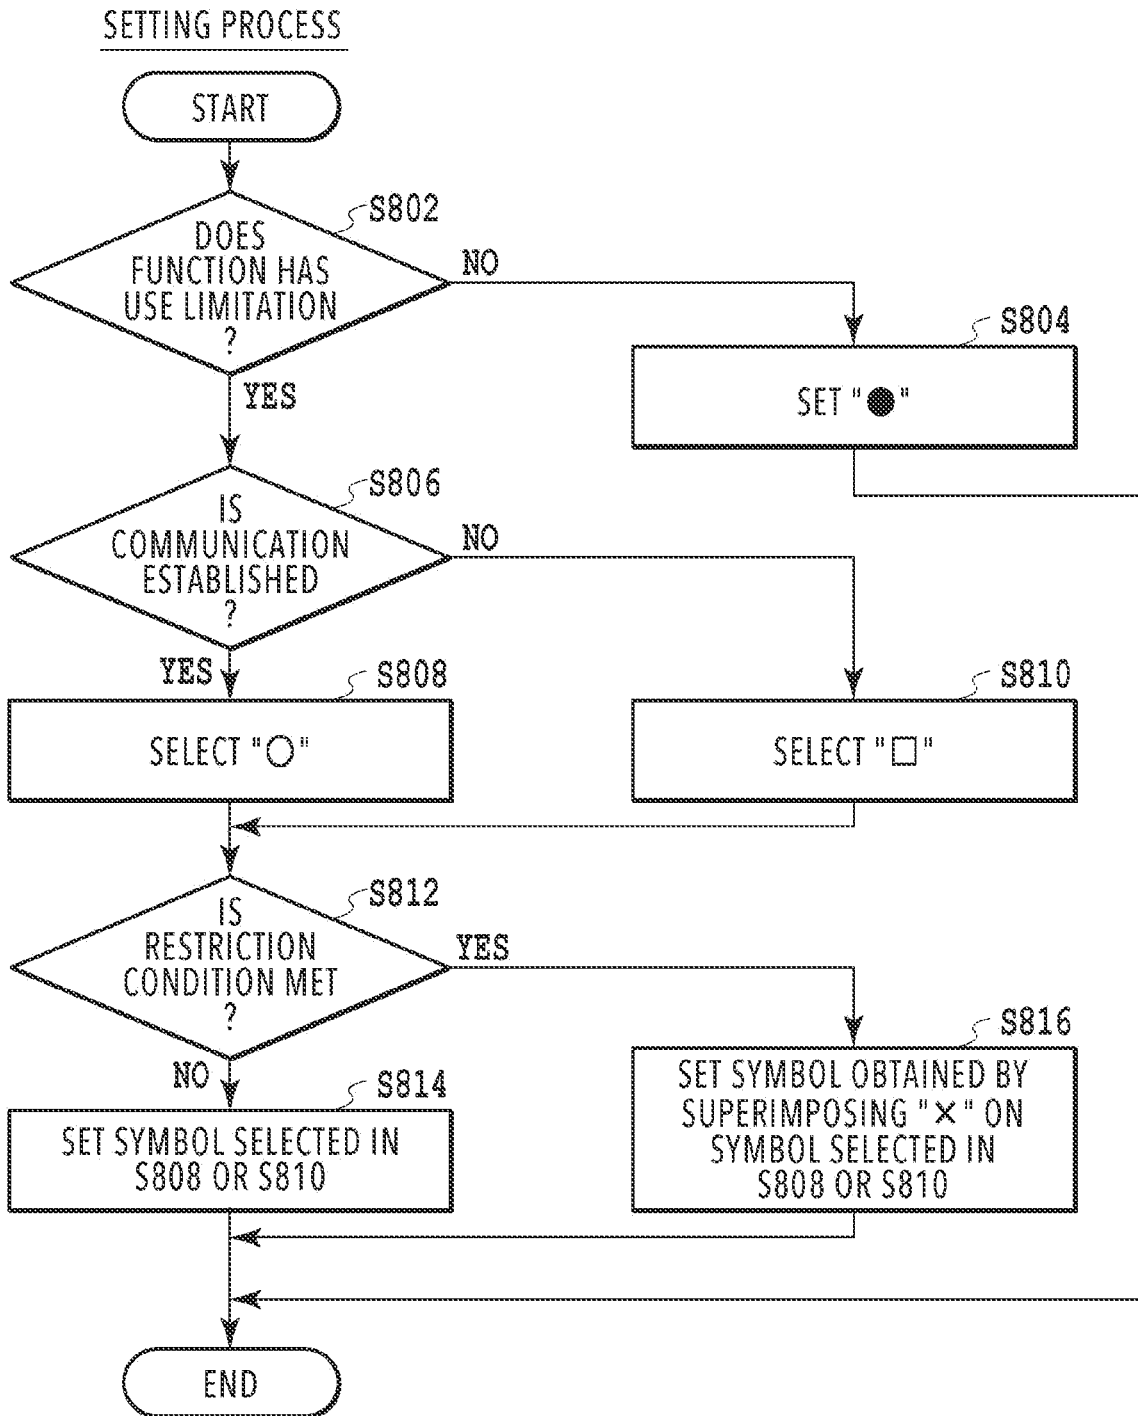 SETTING PROCESS
START
S802
DOES
FUNCTION HAS
USE LIMITATION
?
NO
YES
S804
SET "●"
S806
IS
COMMUNICATION
ESTABLISHED
?
NO
YES
S808
SELECT "○"
S810
SELECT "□"
S812
IS
RESTRICTION
CONDITION MET
?
YES
NO
S814
SET SYMBOL SELECTED IN
S808 OR S810
S816
SET SYMBOL OBTAINED BY
SUPERIMPOSING "×" ON
SYMBOL SELECTED IN
S808 OR S810
END